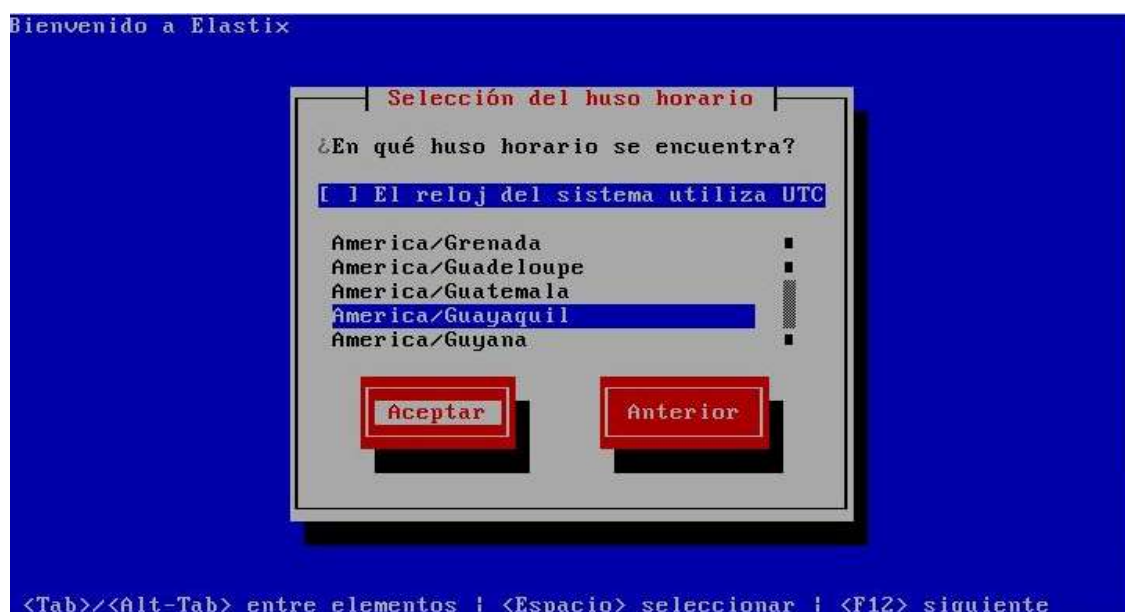 Bienvenido a Elastix
Selección del huso horario
¿En qué huso horario se encuentra?
[ ] El reloj del sistema utiliza UTC
America/Grenada
America/Guadeloupe
America/Guatemala
America/Guayaquil
America/Guyana
Aceptar Anterior
<Tab>/<Alt-Tab> entre elementos | <Espacio> seleccionar | <F12> siguiente